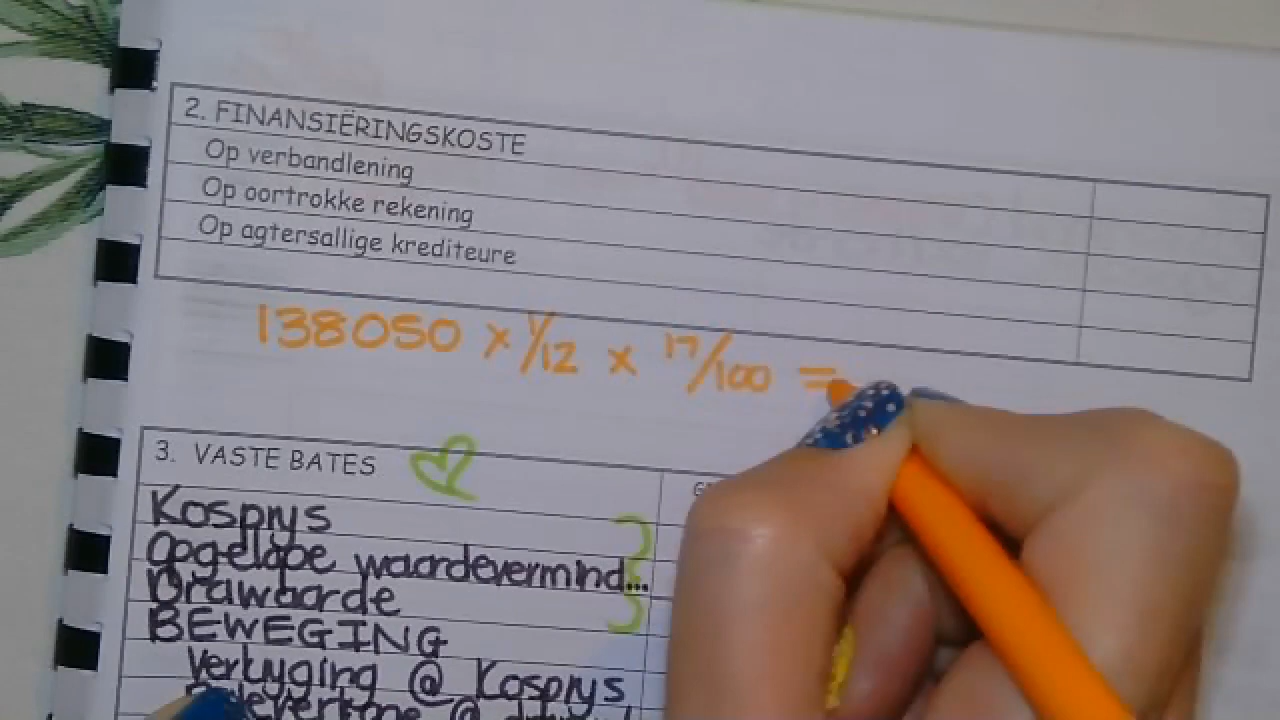 2. FINANSIËRINGSKOSTE
Op verbandlening
Op oortrokke rekening
Op agtersallige krediteure
138050 x 1/12 x 17/100 =
3. VASTE BATES
Kosprys
Opgelope waardevermind...
Drawaarde
BEWEGING
Verkryging @ Kosprys
@